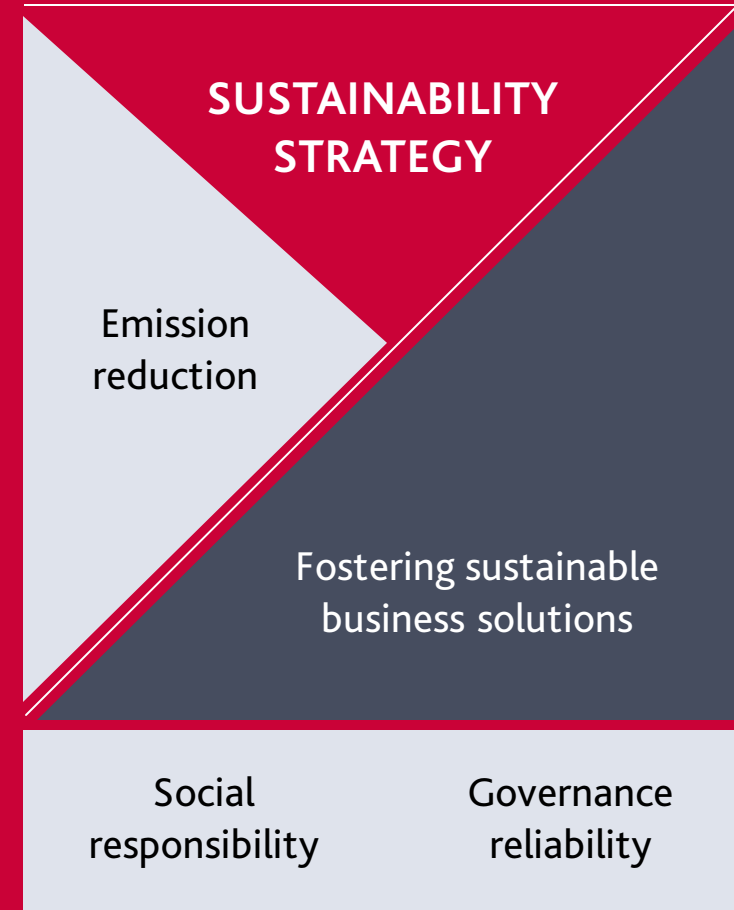 SUSTAINABILITY
STRATEGY
Emission
reduction
Fostering sustainable
business solutions
Social
responsibility
Governance
reliability